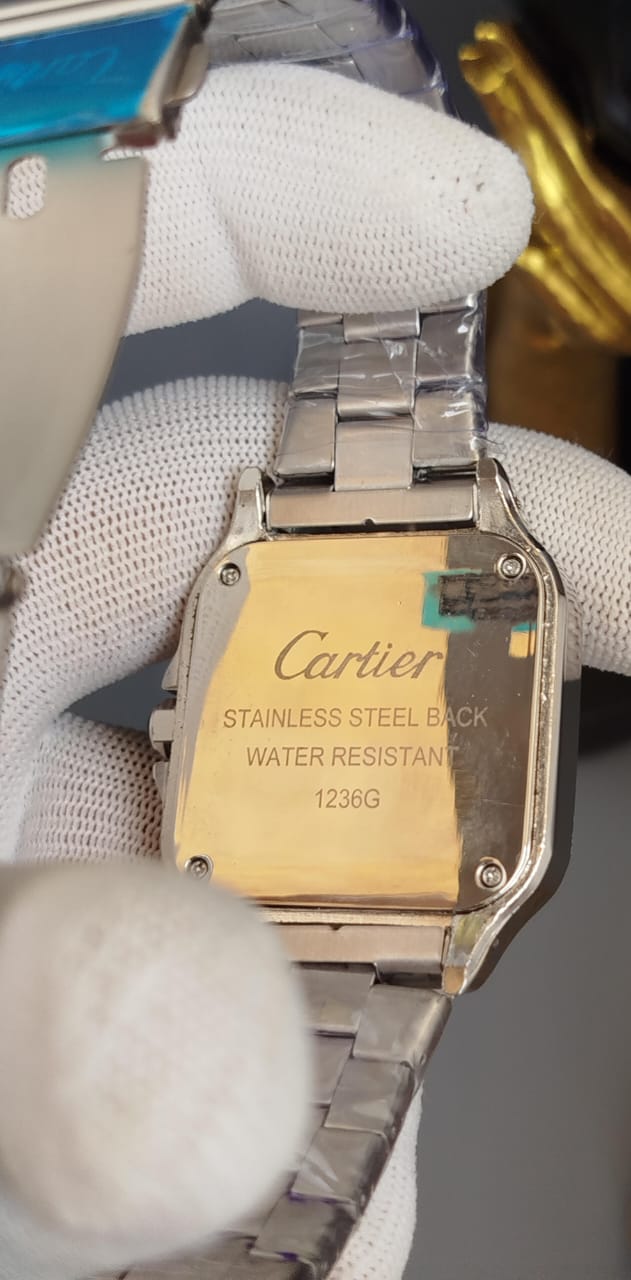 Cartier
STAINLESS STEEL BACK
WATER RESISTANT
1236G